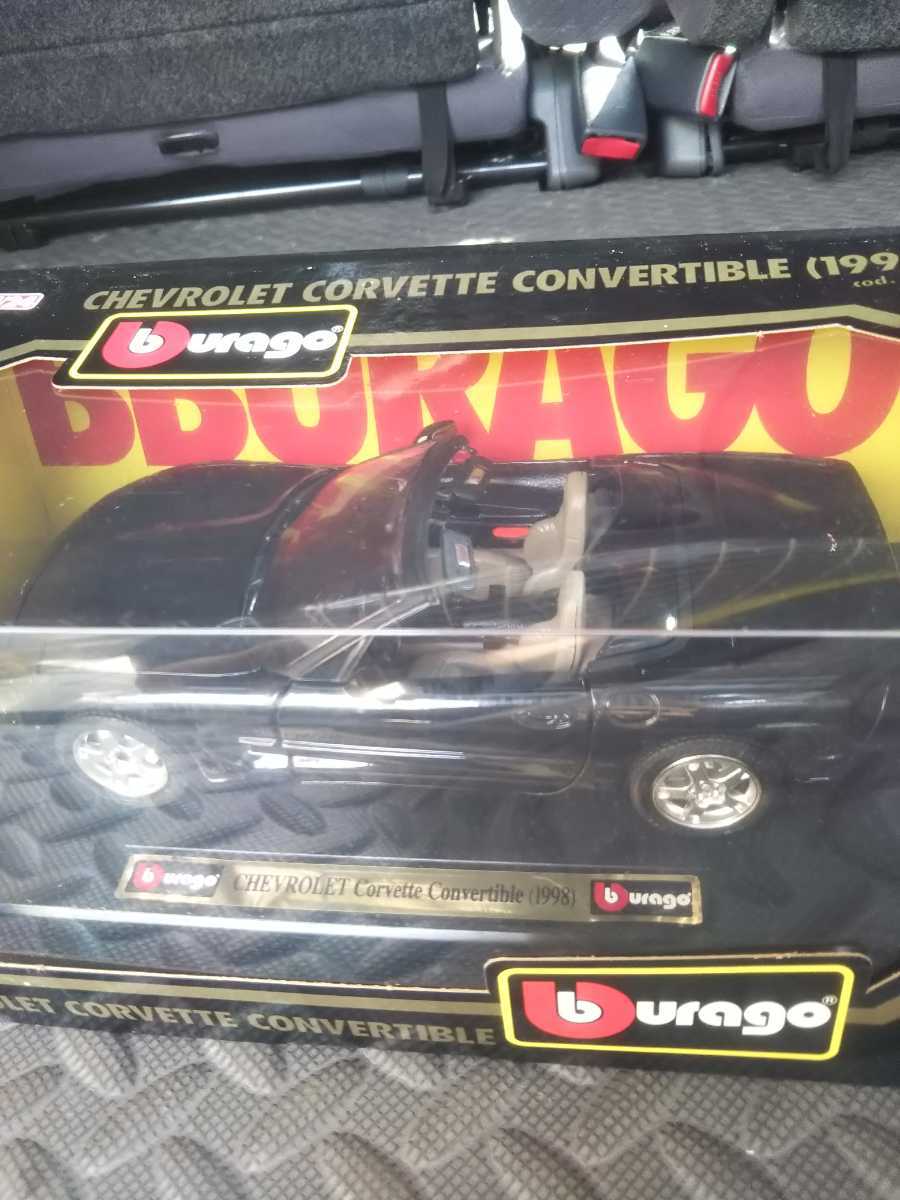 CHEVROLET CORVETTE CONVERTIBLE (199
cod.
burago®
BBURAGO
burago CHEVROLET Corvette Convertible (1998) burago
LET CORVETTE CONVERTIBLE
burago®